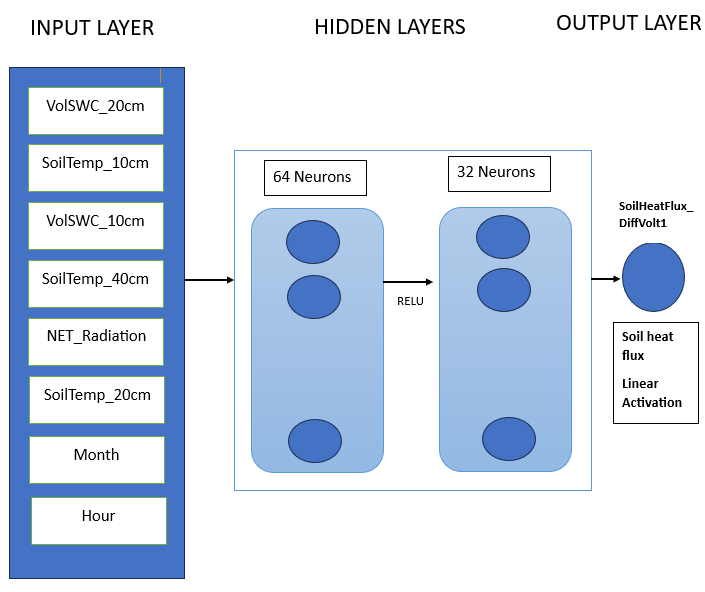 INPUT LAYER
HIDDEN LAYERS
OUTPUT LAYER
VolSWC_20cm
SoilTemp_10cm
VolSWC_10cm
SoilTemp_40cm
NET_Radiation
SoilTemp_20cm
Month
Hour
64 Neurons
RELU
32 Neurons
SoilHeatFlux_
DiffVolt1
Soil heat
flux
Linear
Activation